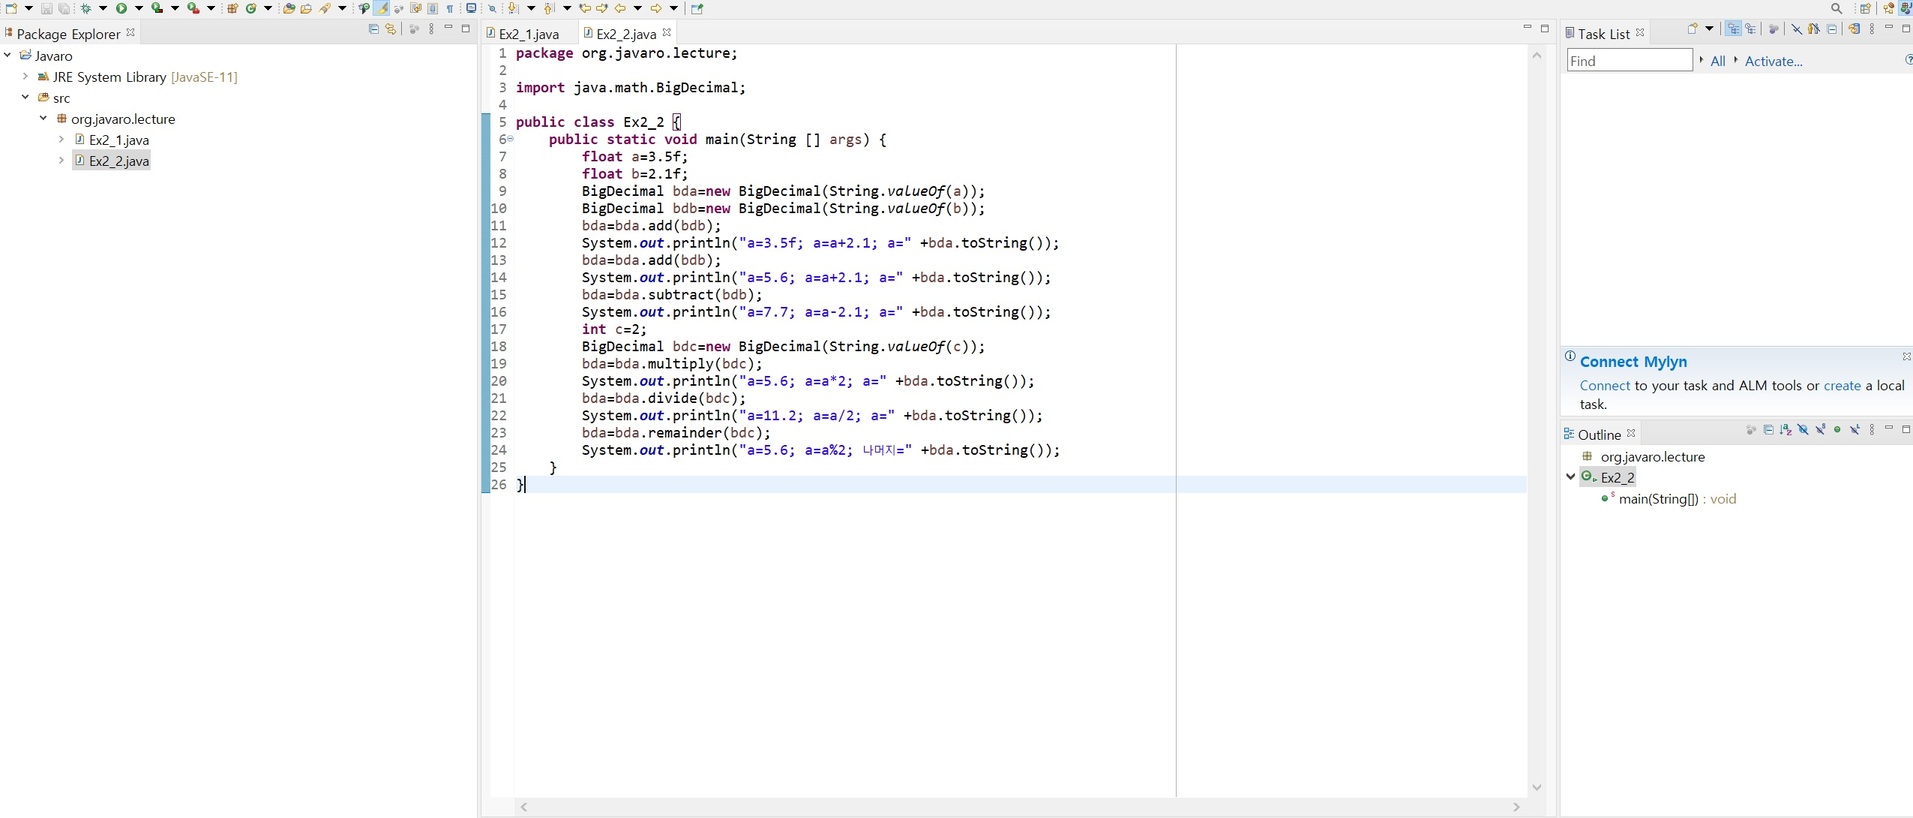 Package Explorer
Javaro
JRE System Library [JavaSE-11]
src
org.javaro.lecture
Ex2_1.java
Ex2_2.java
Ex2_1.java
Ex2_2.java
1 package org.javaro.lecture;
2
3 import java.math.BigDecimal;
4
5 public class Ex2_2 {
6 public static void main(String [] args) {
7 float a=3.5f;
8 float b=2.1f;
9 BigDecimal bda=new BigDecimal(String.valueOf(a));
10 BigDecimal bdb=new BigDecimal(String.valueOf(b));
11 bda=bda.add(bdb);
12 System.out.println("a=3.5f; a=a+2.1; a=" +bda.toString());
13 bda=bda.add(bdb);
14 System.out.println("a=5.6; a=a+2.1; a=" +bda.toString());
15 bda=bda.subtract(bdb);
16 System.out.println("a=7.7; a=a-2.1; a=" +bda.toString());
17 int c=2;
18 BigDecimal bdc=new BigDecimal(String.valueOf(c));
19 bda=bda.multiply(bdc);
20 System.out.println("a=5.6; a=a*2; a=" +bda.toString());
21 bda=bda.divide(bdc);
22 System.out.println("a=11.2; a=a/2; a=" +bda.toString());
23 bda=bda.remainder(bdc);
24 System.out.println("a=5.6; a=a%2; 나머지=" +bda.toString());
25 }
26 }
Task List
Find
All
Activate...
Connect Mylyn
Connect to your task and ALM tools or create a local
task.
Outline
org.javaro.lecture
Ex2_2
main(String[]) : void